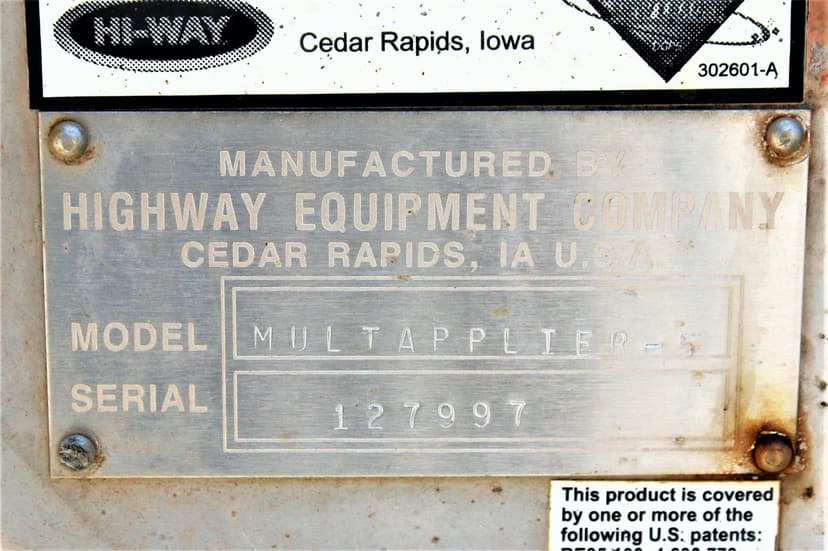 HI-WAY
Cedar Rapids, Iowa
302601-A
MANUFACTURED BY
HIGHWAY EQUIPMENT COMPANY
CEDAR RAPIDS, IA U.S.A.
MODEL MULTAPPLIER-5
SERIAL 127997
This product is covered
by one or more of the
following U.S. patents: